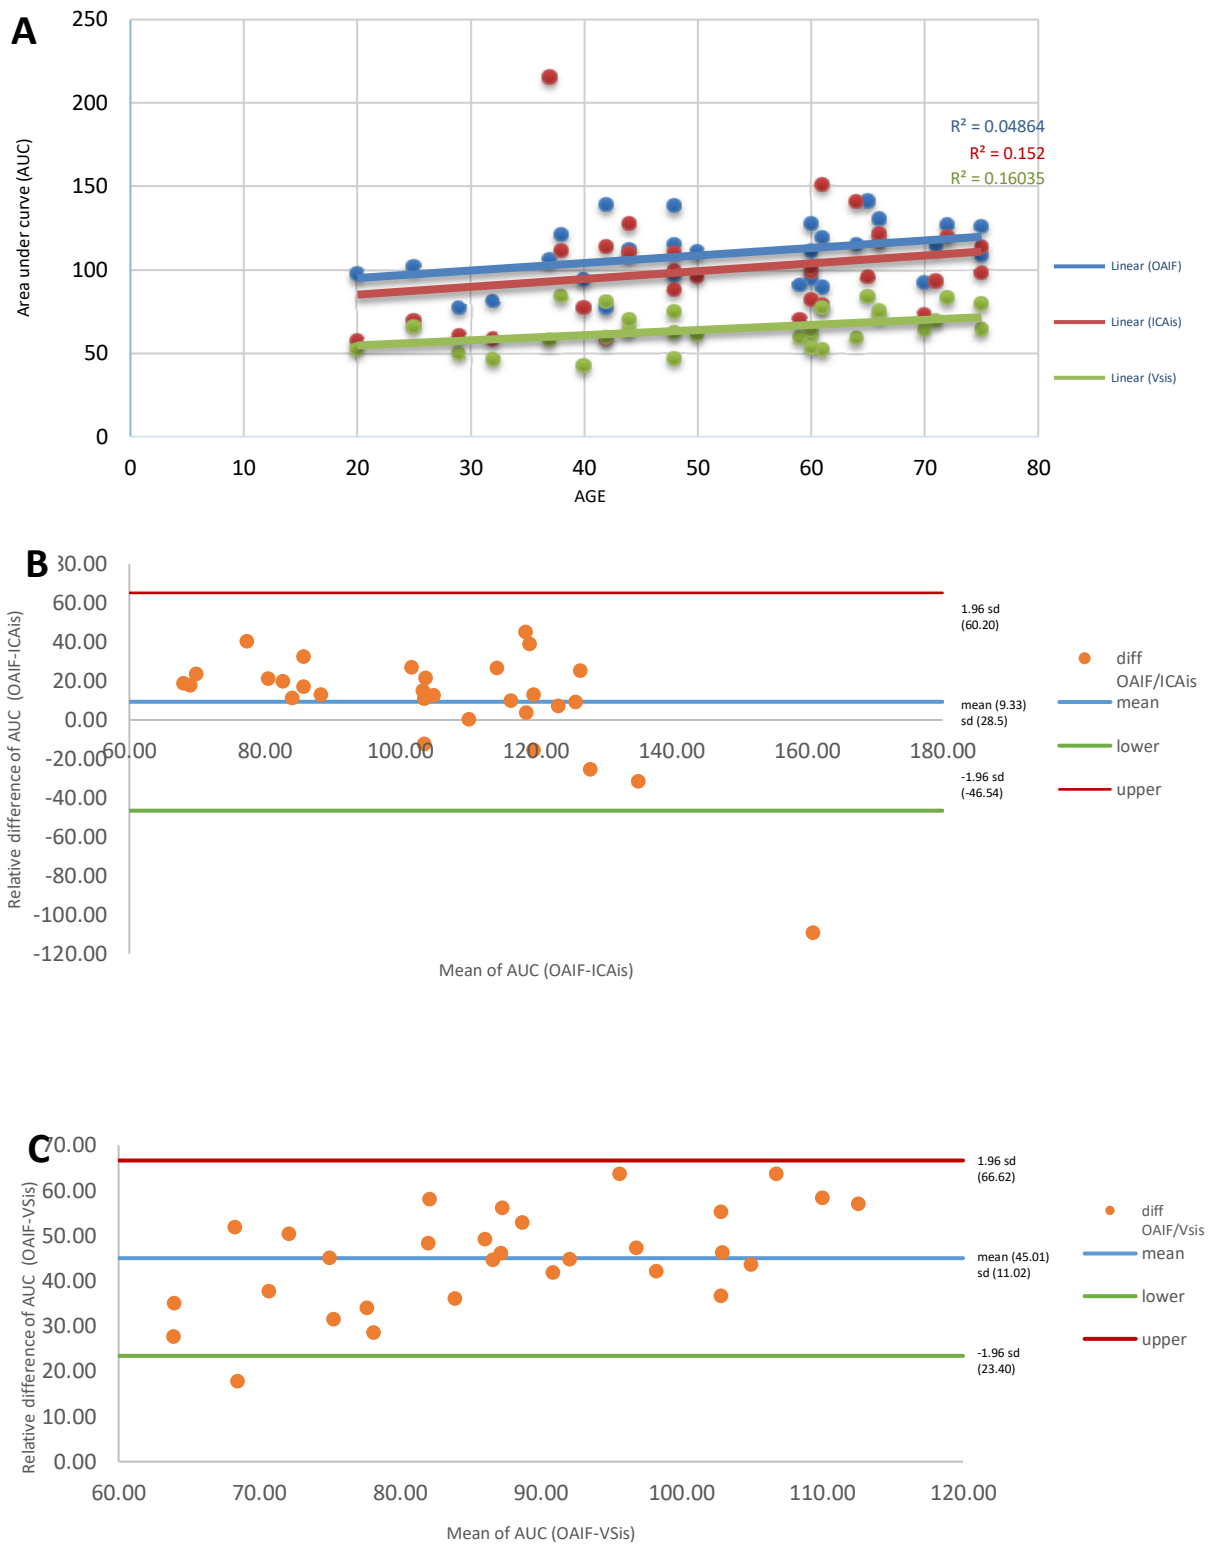 A
250
200
150
100
50
0
Area under curve (AUC)
R² = 0.04864
R² = 0.152
R² = 0.16035
Linear (OAIF)
Linear (ICAis)
Linear (Vsis)
0 10 20 30 40 50 60 70 80
AGE
B
80.00
60.00
40.00
20.00
0.00
-20.00
-40.00
-60.00
-80.00
-100.00
-120.00
Relative difference of AUC (OAIF-ICAis)
60.00 80.00 100.00 120.00 140.00 160.00 180.00
Mean of AUC (OAIF-ICAis)
1.96 sd
(60.20)
mean (9.33)
sd (28.5)
-1.96 sd
(-46.54)
diff
OAIF/ICAis
mean
lower
upper
C
70.00
60.00
50.00
40.00
30.00
20.00
10.00
0.00
Relative difference of AUC (OAIF-VSis)
60.00 70.00 80.00 90.00 100.00 110.00 120.00
Mean of AUC (OAIF-VSis)
1.96 sd
(66.62)
mean (45.01)
sd (11.02)
-1.96 sd
(23.40)
diff
OAIF/Vsis
mean
lower
upper